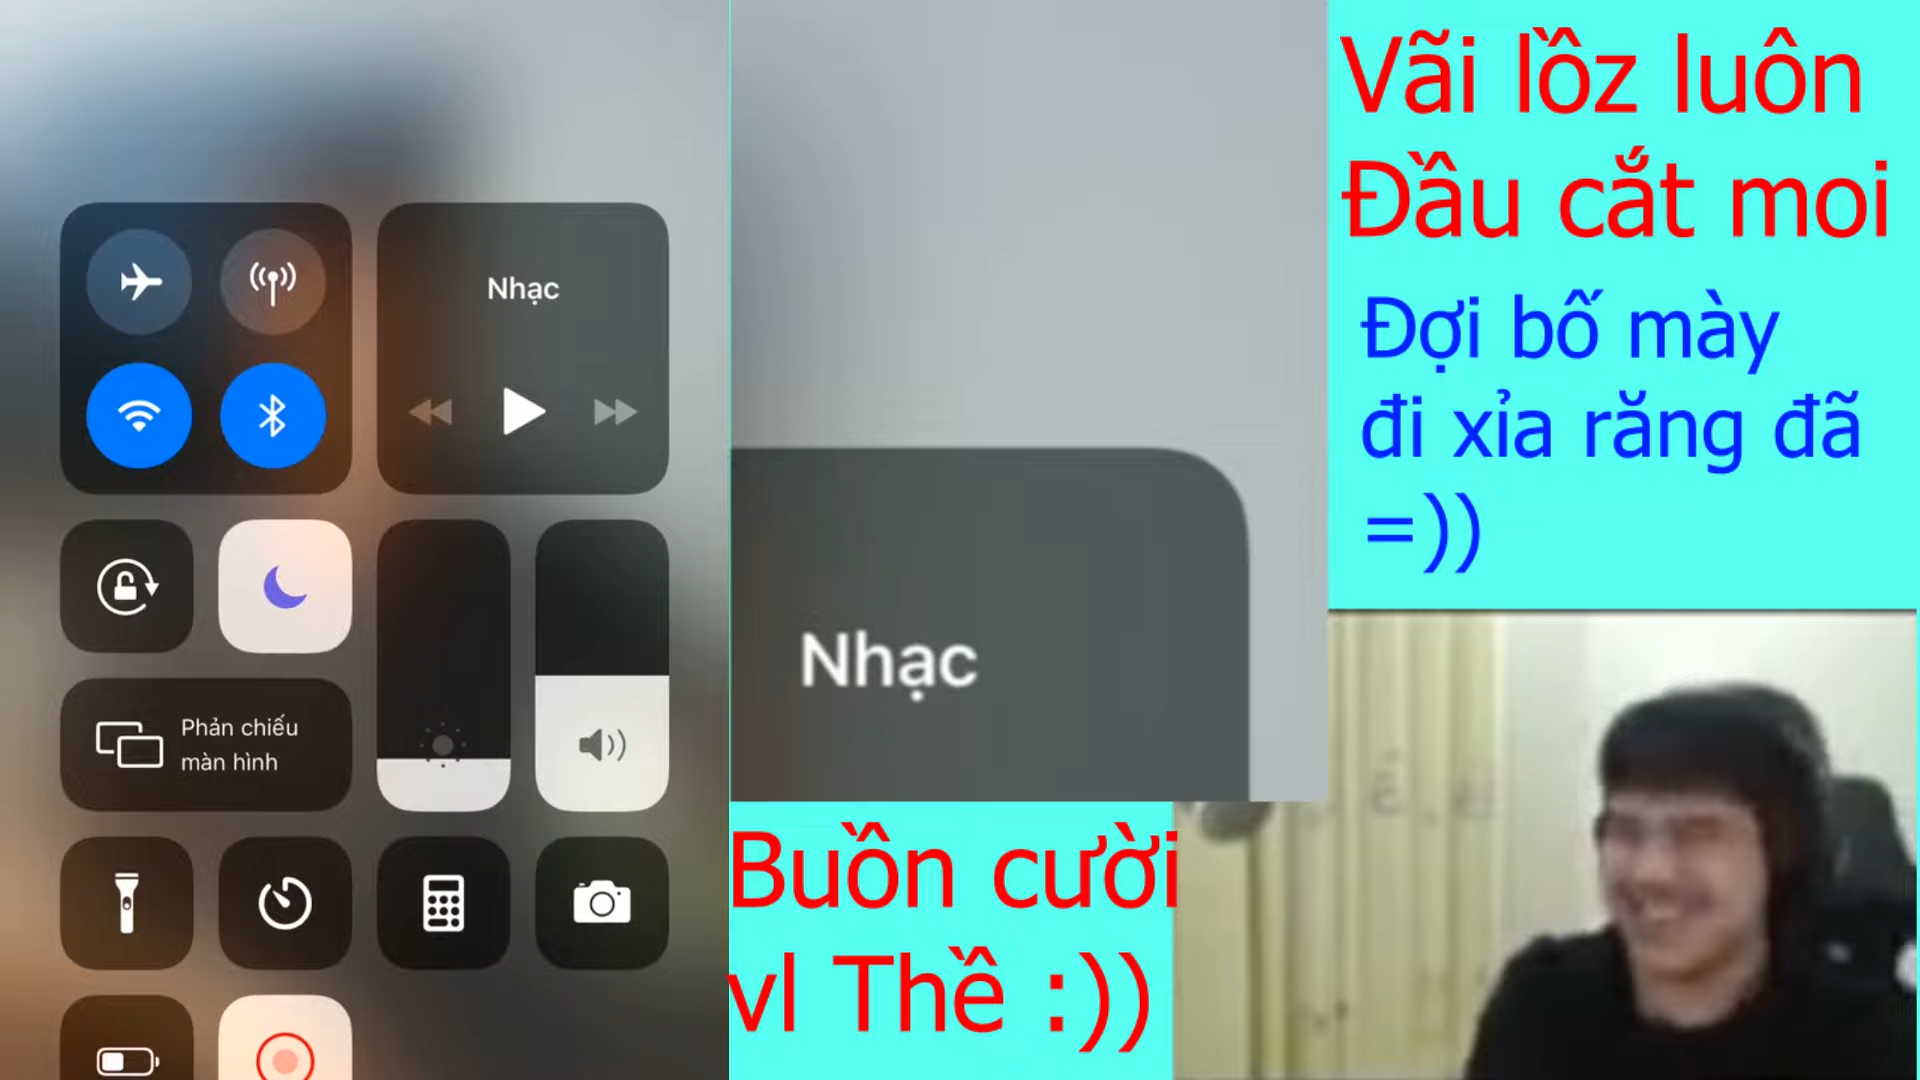 Nhạc
Phản chiếu
màn hình
Nhạc
Vãi lồz luôn
Đầu cắt moi
Đợi bố mày
đi xỉa răng đã
=))
Buồn cười
vl Thề :))